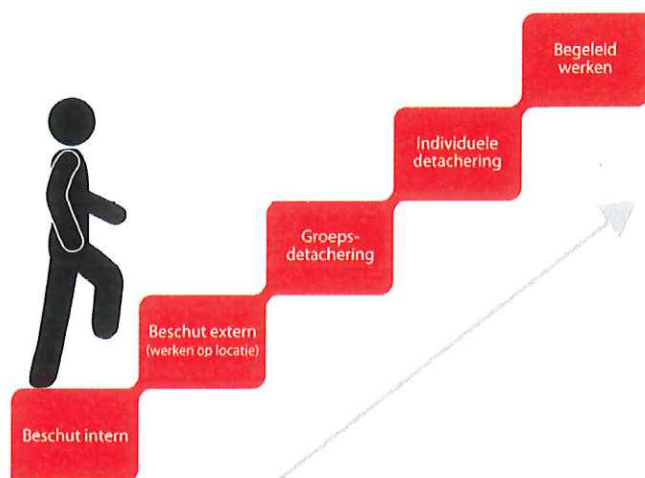 Begeleid
werken
Individuele
detachering
Groeps-
detachering
Beschut extern
(werken op locatie)
Beschut intern